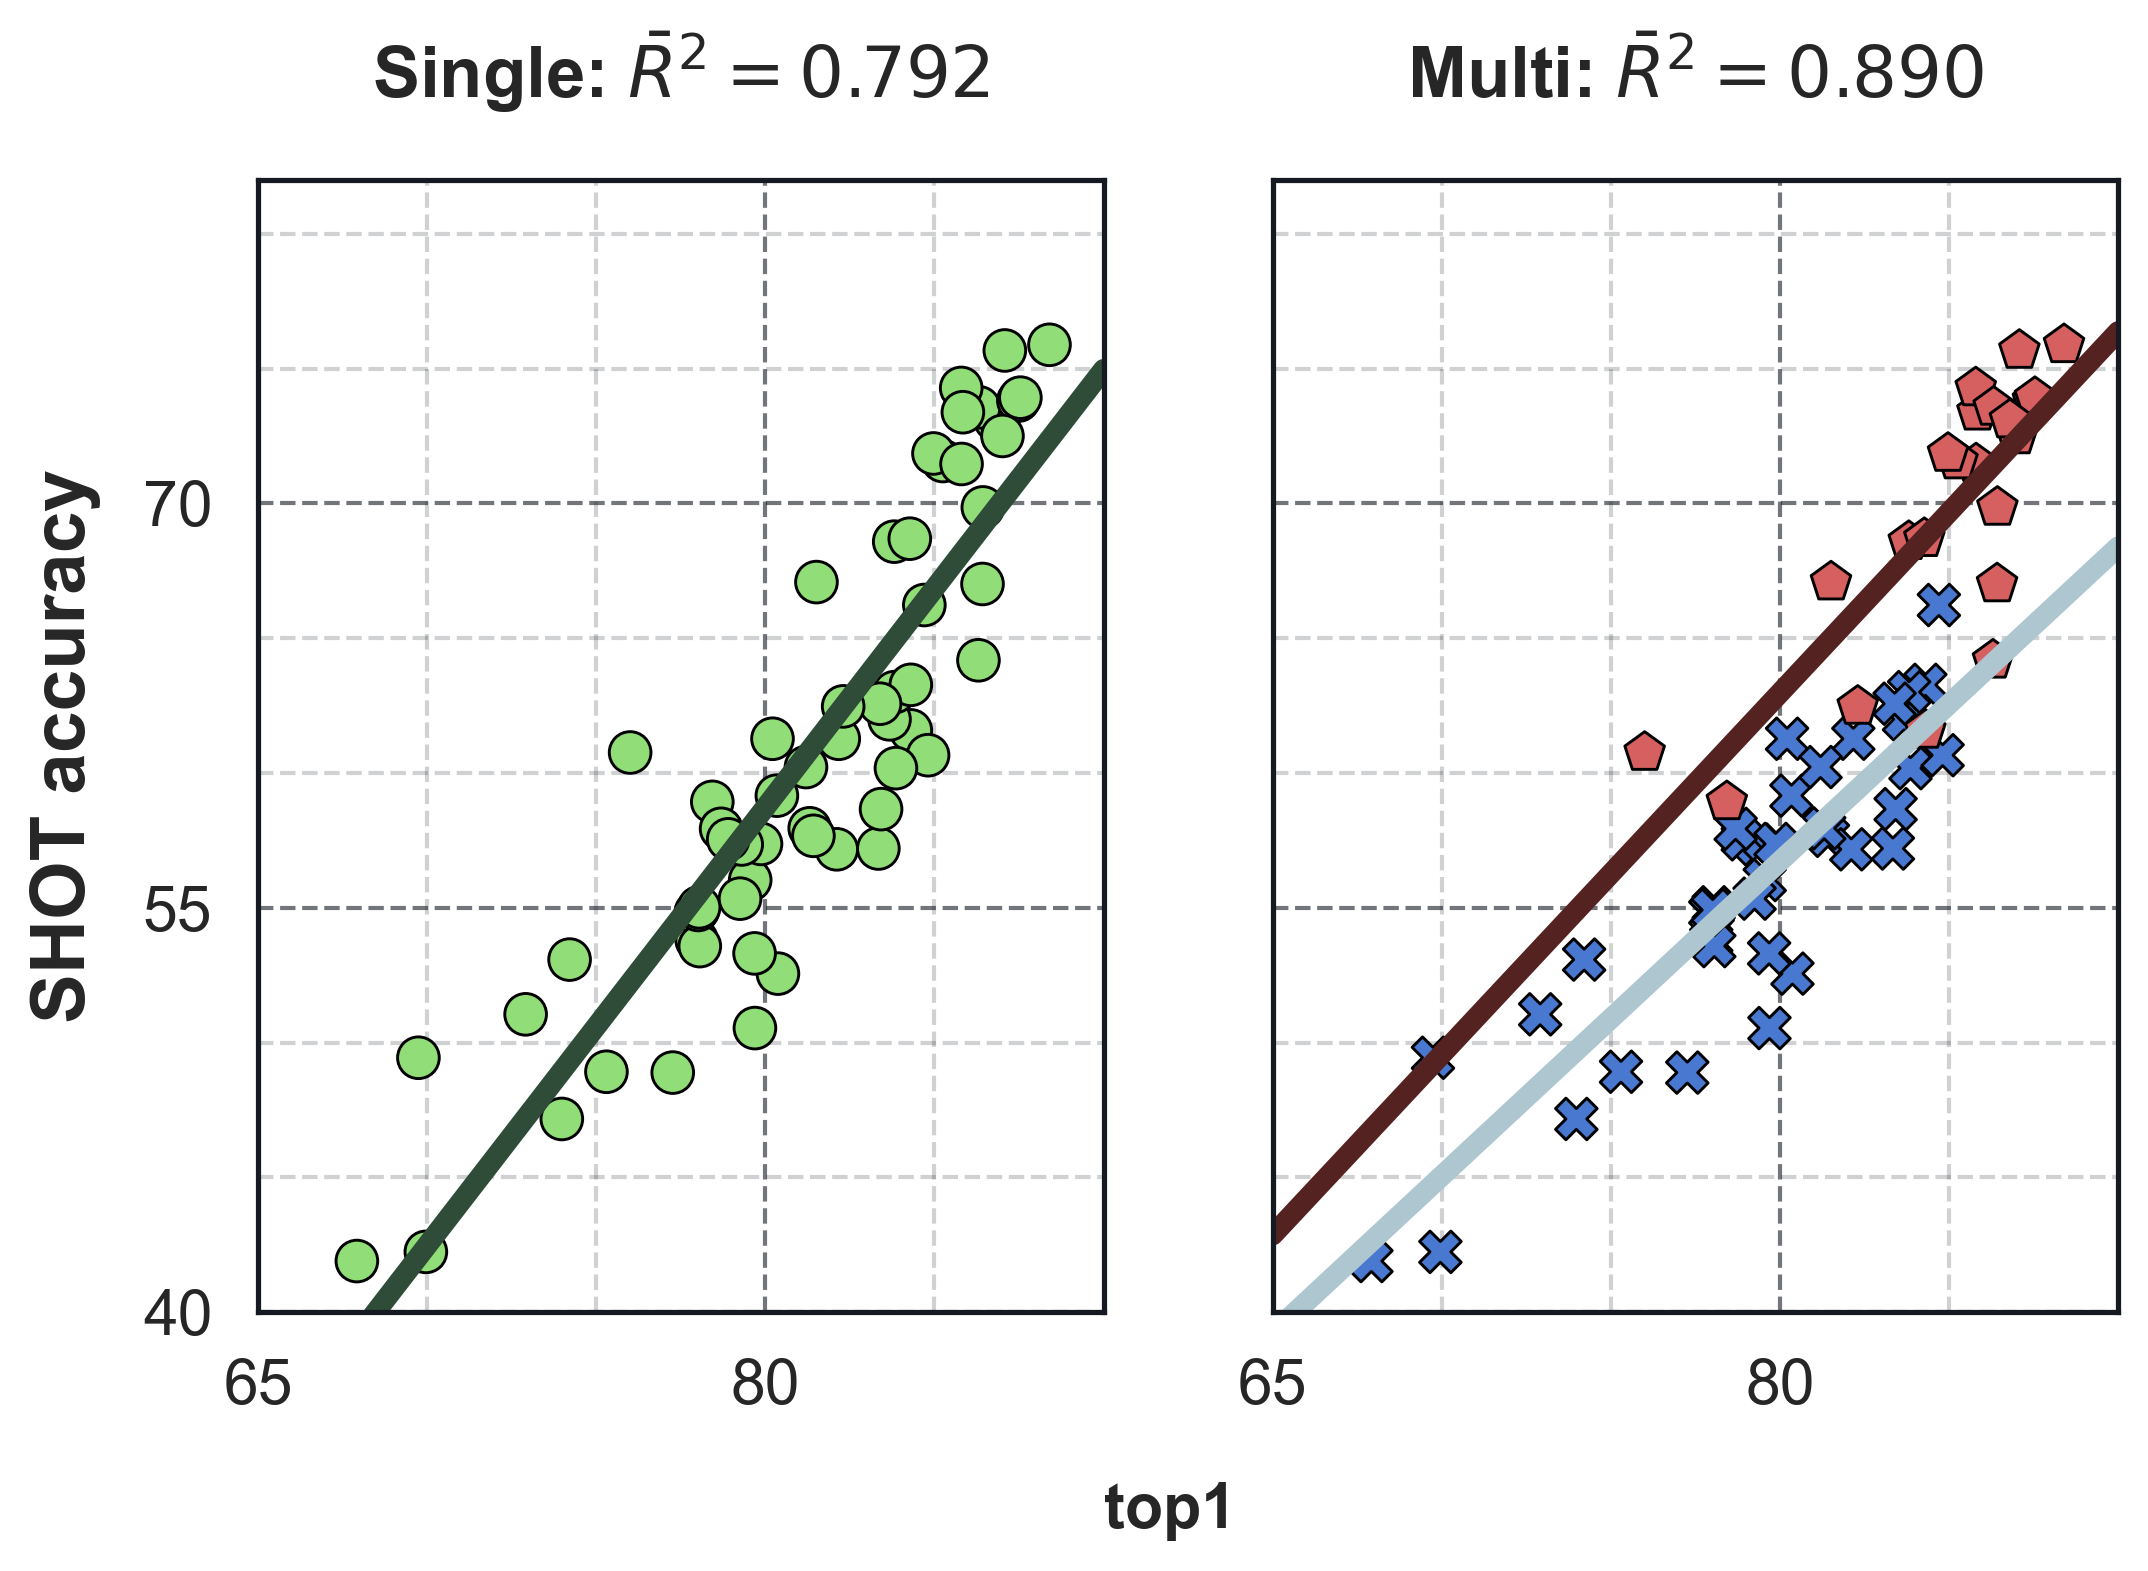 Single: R̄² = 0.792
Multi: R̄² = 0.890
SHOT accuracy
70
55
40
65
80
65
80
top1